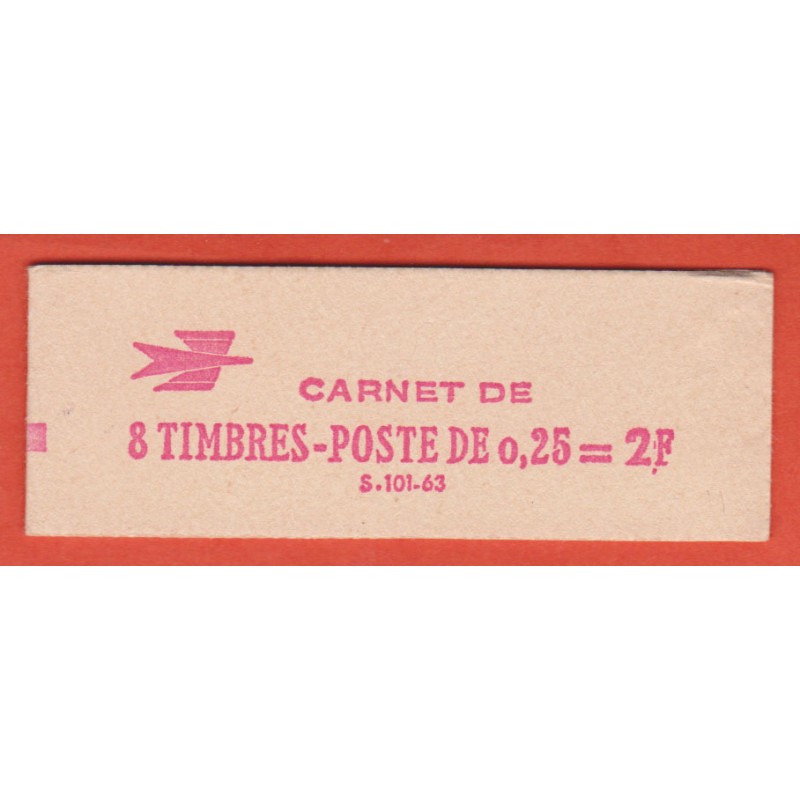 CARNET DE
8 TIMBRES-POSTE DE 0,25 = 2F
S.101-63